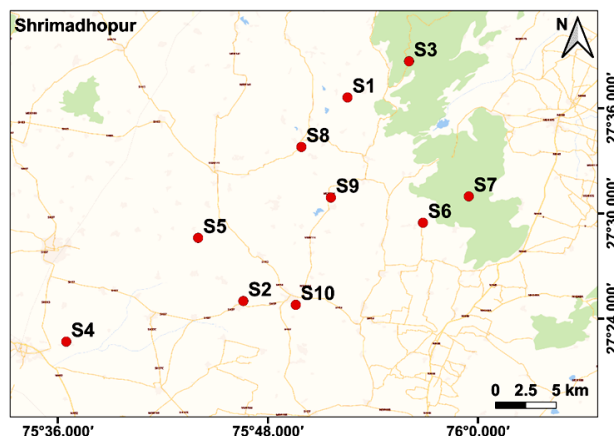 Shrimadhopur
N
S3
S1
S8
S9
S7
S6
S5
S2
S10
S4
0 2.5 5 km
27°36.000'
27°30.000'
27°24.000'
75°36.000'
75°48.000'
76°0.000'